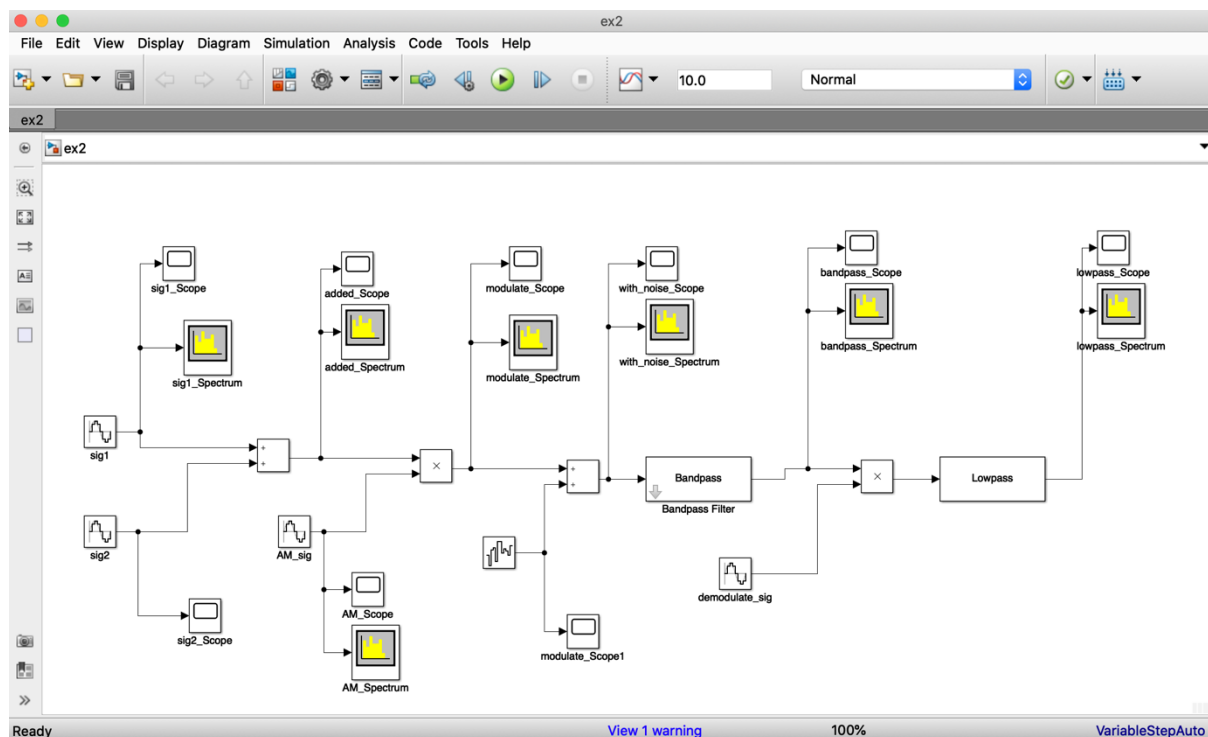 ex2
File Edit View Display Diagram Simulation Analysis Code Tools Help
10.0
Normal
ex2
ex2
sig1_Scope
added_Scope
modulate_Scope
with_noise_Scope
bandpass_Scope
lowpass_Scope
sig1_Spectrum
added_Spectrum
modulate_Spectrum
with_noise_Spectrum
bandpass_Spectrum
lowpass_Spectrum
sig1
+
+
×
+
+
Bandpass
Bandpass Filter
×
Lowpass
sig2
AM_sig
demodulate_sig
sig2_Scope
AM_Scope
modulate_Scope1
AM_Spectrum
Ready
View 1 warning
100%
VariableStepAuto